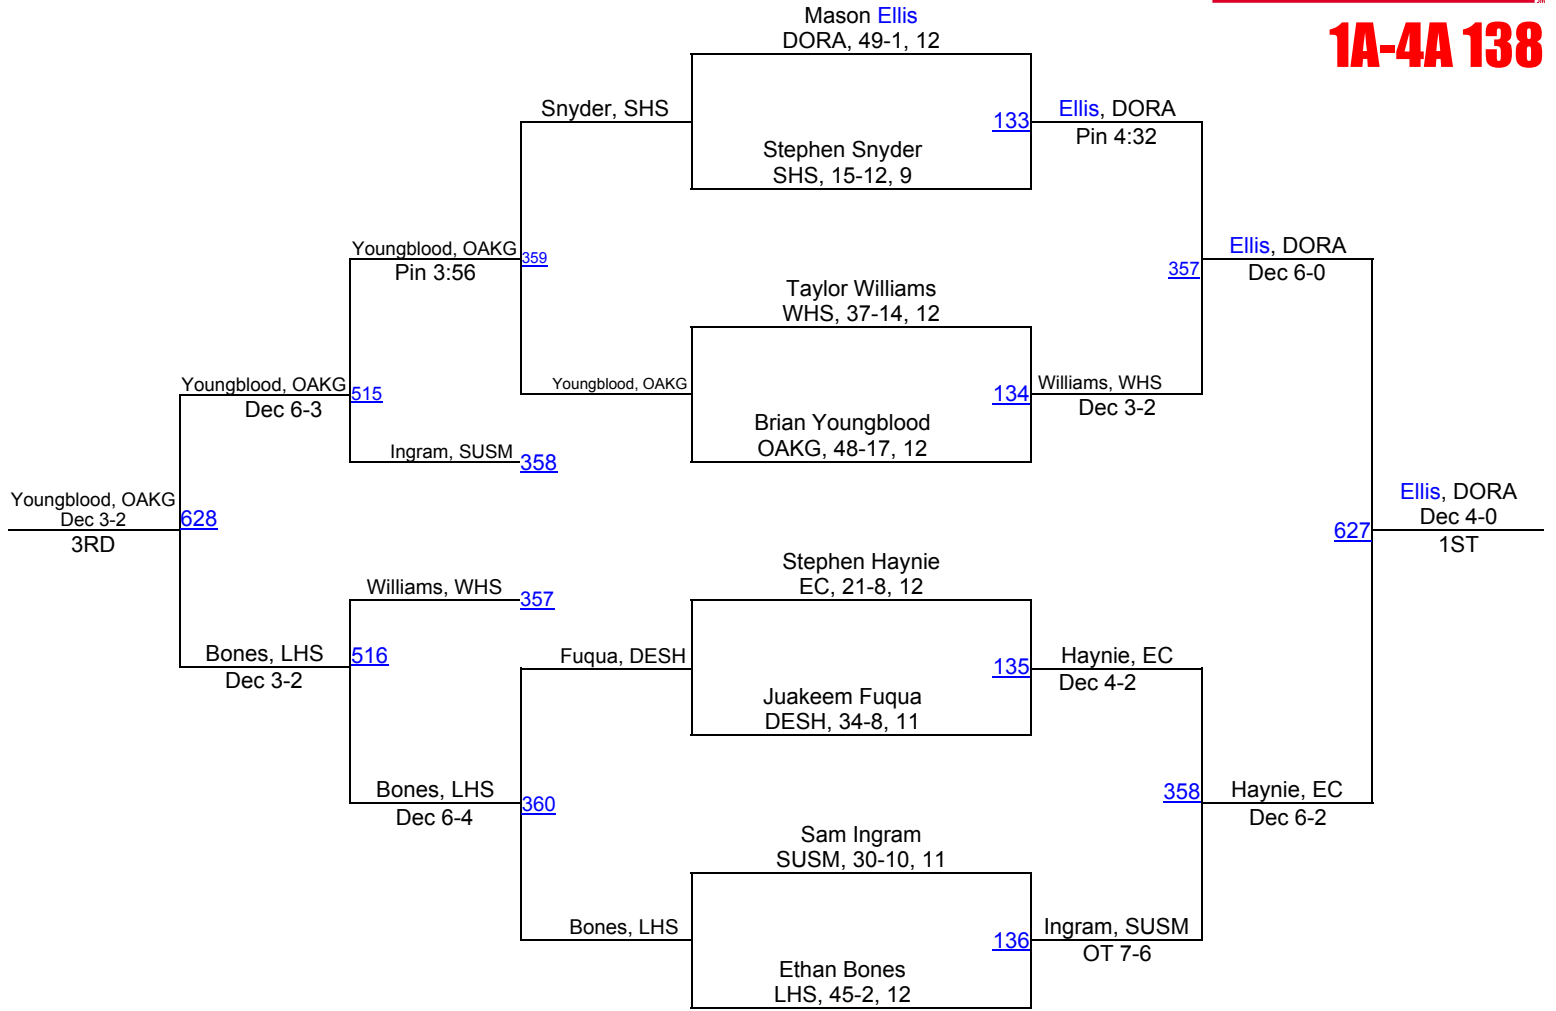 1A-4A 138
Mason Ellis
DORA, 49-1, 12
Snyder, SHS
133
Ellis, DORA
Pin 4:32
Stephen Snyder
SHS, 15-12, 9
Youngblood, OAKG
Pin 3:56
359
357
Ellis, DORA
Dec 6-0
Taylor Williams
WHS, 37-14, 12
Youngblood, OAKG
Dec 6-3
515
Youngblood, OAKG
134
Williams, WHS
Dec 3-2
Brian Youngblood
OAKG, 48-17, 12
Ingram, SUSM
358
Youngblood, OAKG
Dec 3-2
3RD
628
627
Ellis, DORA
Dec 4-0
1ST
Stephen Haynie
EC, 21-8, 12
Williams, WHS
357
Bones, LHS
Dec 3-2
516
Fuqua, DESH
135
Haynie, EC
Dec 4-2
Juakeem Fuqua
DESH, 34-8, 11
Bones, LHS
Dec 6-4
360
358
Haynie, EC
Dec 6-2
Sam Ingram
SUSM, 30-10, 11
Bones, LHS
136
Ingram, SUSM
OT 7-6
Ethan Bones
LHS, 45-2, 12